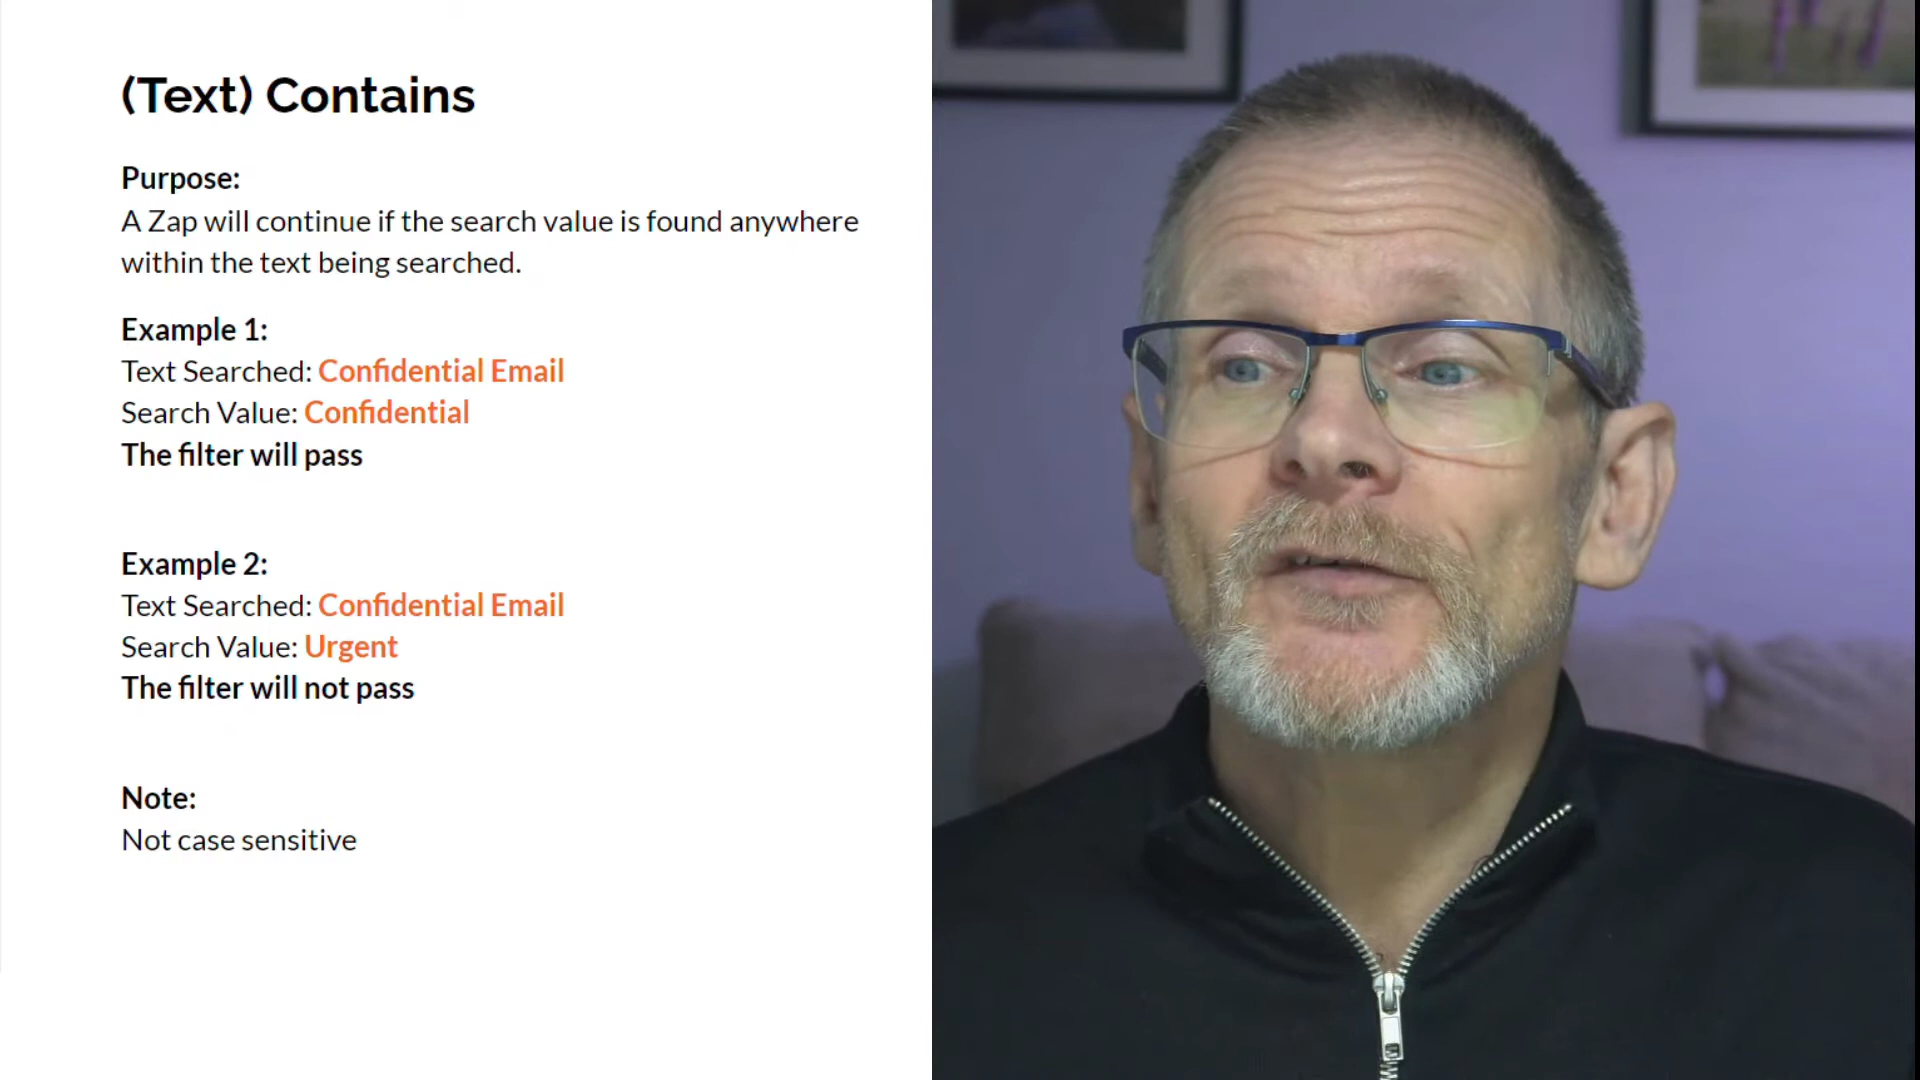 (Text) Contains
Purpose:
A Zap will continue if the search value is found anywhere
within the text being searched.
Example 1:
Text Searched: Confidential Email
Search Value: Confidential
The filter will pass
Example 2:
Text Searched: Confidential Email
Search Value: Urgent
The filter will not pass
Note:
Not case sensitive